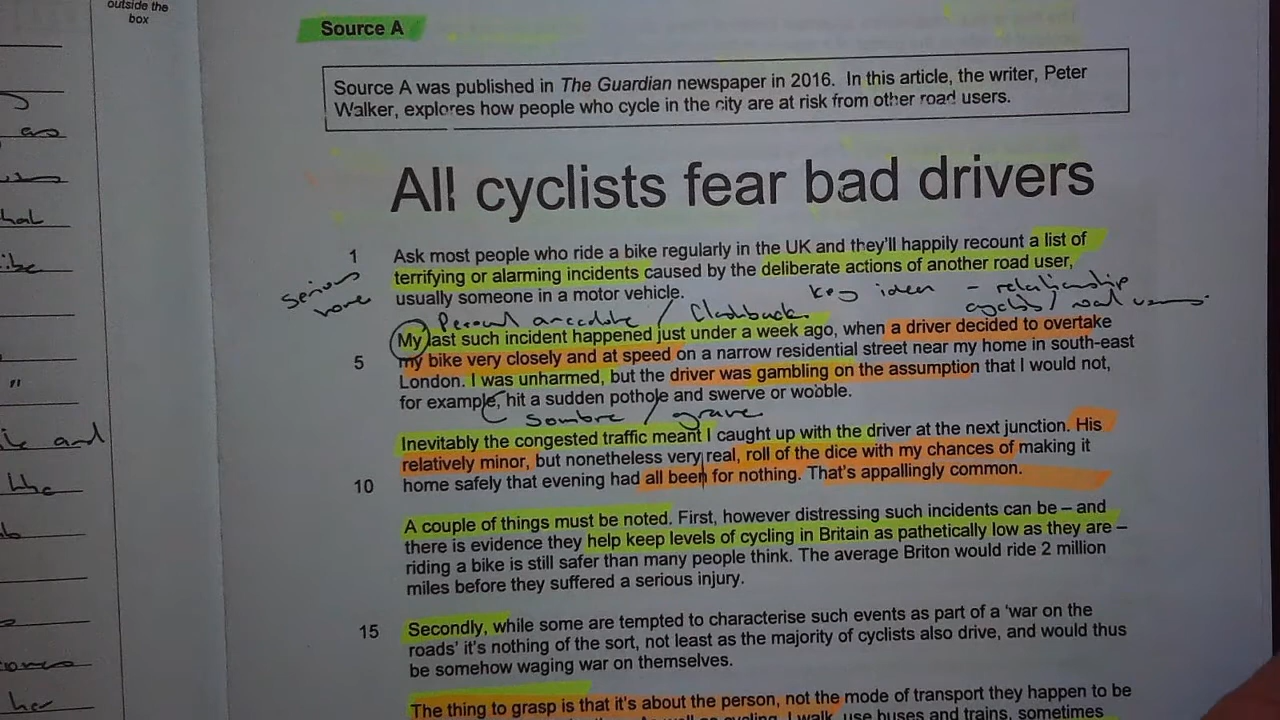 outside the
box
Source A
Source A was published in The Guardian newspaper in 2016. In this article, the writer, Peter
Walker, explores how people who cycle in the city are at risk from other road users.
All cyclists fear bad drivers
1 Ask most people who ride a bike regularly in the UK and they'll happily recount a list of
terrifying or alarming incidents caused by the deliberate actions of another road user,
usually someone in a motor vehicle.
Serious
tone
key idea - relationship
cyclists / road users
Personal anecdote / flashback
My last such incident happened just under a week ago, when a driver decided to overtake
5 my bike very closely and at speed on a narrow residential street near my home in south-east
London. I was unharmed, but the driver was gambling on the assumption that I would not,
for example, hit a sudden pothole and swerve or wobble.
Sombre / grave
Inevitably the congested traffic meant I caught up with the driver at the next junction. His
relatively minor, but nonetheless very real, roll of the dice with my chances of making it
10 home safely that evening had all been for nothing. That's appallingly common.
A couple of things must be noted. First, however distressing such incidents can be – and
there is evidence they help keep levels of cycling in Britain as pathetically low as they are –
riding a bike is still safer than many people think. The average Briton would ride 2 million
miles before they suffered a serious injury.
15 Secondly, while some are tempted to characterise such events as part of a 'war on the
roads' it's nothing of the sort, not least as the majority of cyclists also drive, and would thus
be somehow waging war on themselves.
The thing to grasp is that it's about the person, not the mode of transport they happen to be
I walk, use buses and trains, sometimes
as
and
the
her